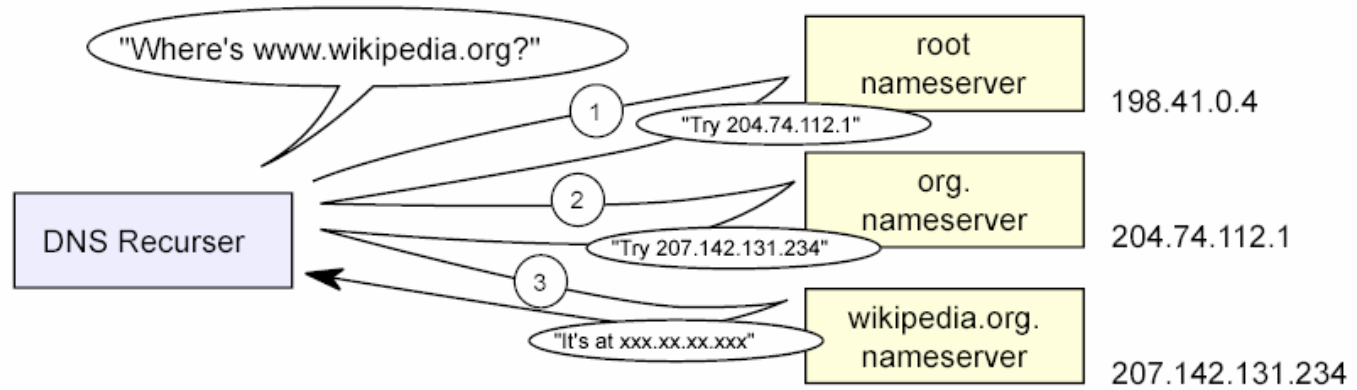 "Where's www.wikipedia.org?"
1
root
nameserver
198.41.0.4
"Try 204.74.112.1"
2
org.
nameserver
204.74.112.1
DNS Recurser
"Try 207.142.131.234"
3
wikipedia.org.
nameserver
207.142.131.234
"It's at xxx.xx.xx.xxx"